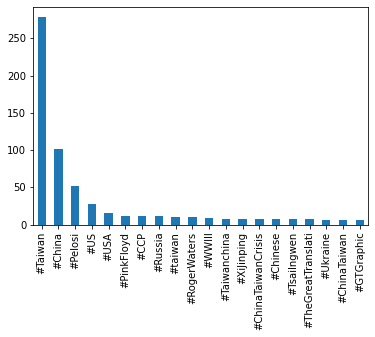 250
200
150
100
50
0
#Taiwan
#China
#Pelosi
#US
#USA
#PinkFloyd
#CCP
#Russia
#taiwan
#RogerWaters
#WWIII
#Taiwanchina
#XiJinping
#ChinaTaiwanCrisis
#Chinese
#TsaiIngwen
#TheGreatTranslati
#Ukraine
#ChinaTaiwan
#GTGraphic